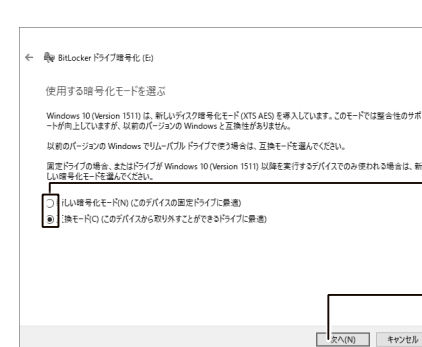 ← BitLocker ドライブ暗号化 (E:)
使用する暗号化モードを選ぶ
Windows 10 (Version 1511) は、新しいディスク暗号化モード (XTS AES) を導入しています。このモードでは整合性のサポ
ートが向上していますが、以前のバージョンの Windows と互換性がありません。
以前のバージョンの Windows でリムーバブル ドライブで使う場合は、互換モードを選んでください。
固定ドライブの場合、またはドライブが Windows 10 (Version 1511) 以降を実行するデバイスでのみ使われる場合は、新
しい暗号化モードを選んでください。
しい暗号化モード(N) (このデバイスの固定ドライブに最適)
換モード(C) (このデバイスから取り外すことができるドライブに最適)
次へ(N) キャンセル